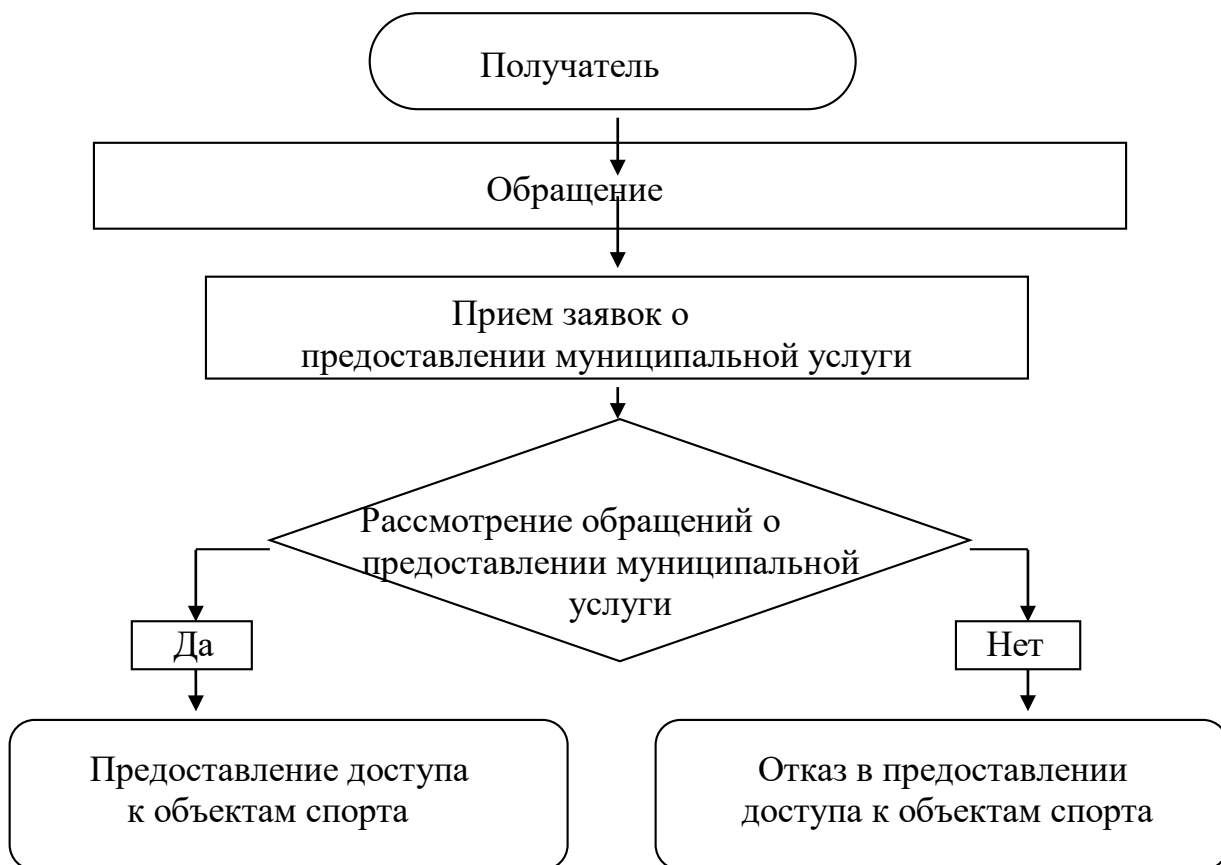 Получатель
Обращение
Прием заявок о
предоставлении муниципальной услуги
Рассмотрение обращений о
предоставлении муниципальной
услуги
Да
Нет
Предоставление доступа
к объектам спорта
Отказ в предоставлении
доступа к объектам спорта